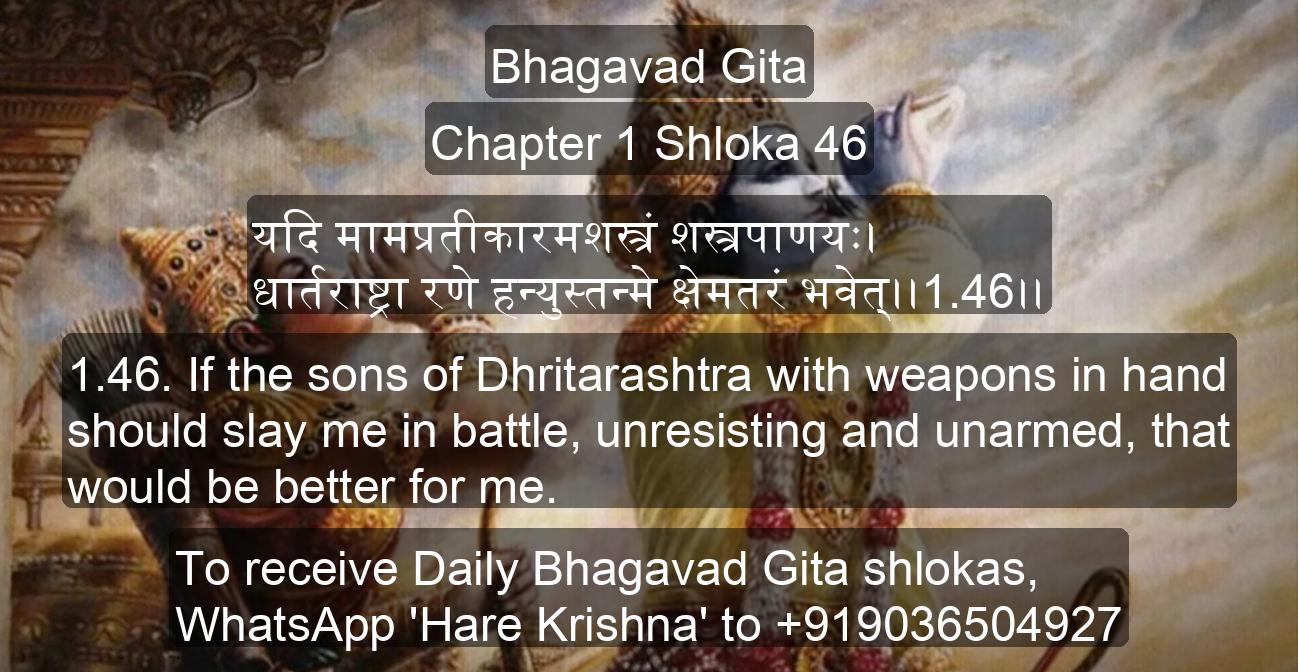 Bhagavad Gita
Chapter 1 Shloka 46
यदि मामप्रतीकारमशस्त्रं शस्त्रपाणयः।
धार्तराष्ट्रा रणे हन्युस्तन्मे क्षेमतरं भवेत्।।1.46।।
1.46. If the sons of Dhritarashtra with weapons in hand
should slay me in battle, unresisting and unarmed, that
would be better for me.
To receive Daily Bhagavad Gita shlokas,
WhatsApp 'Hare Krishna' to +919036504927